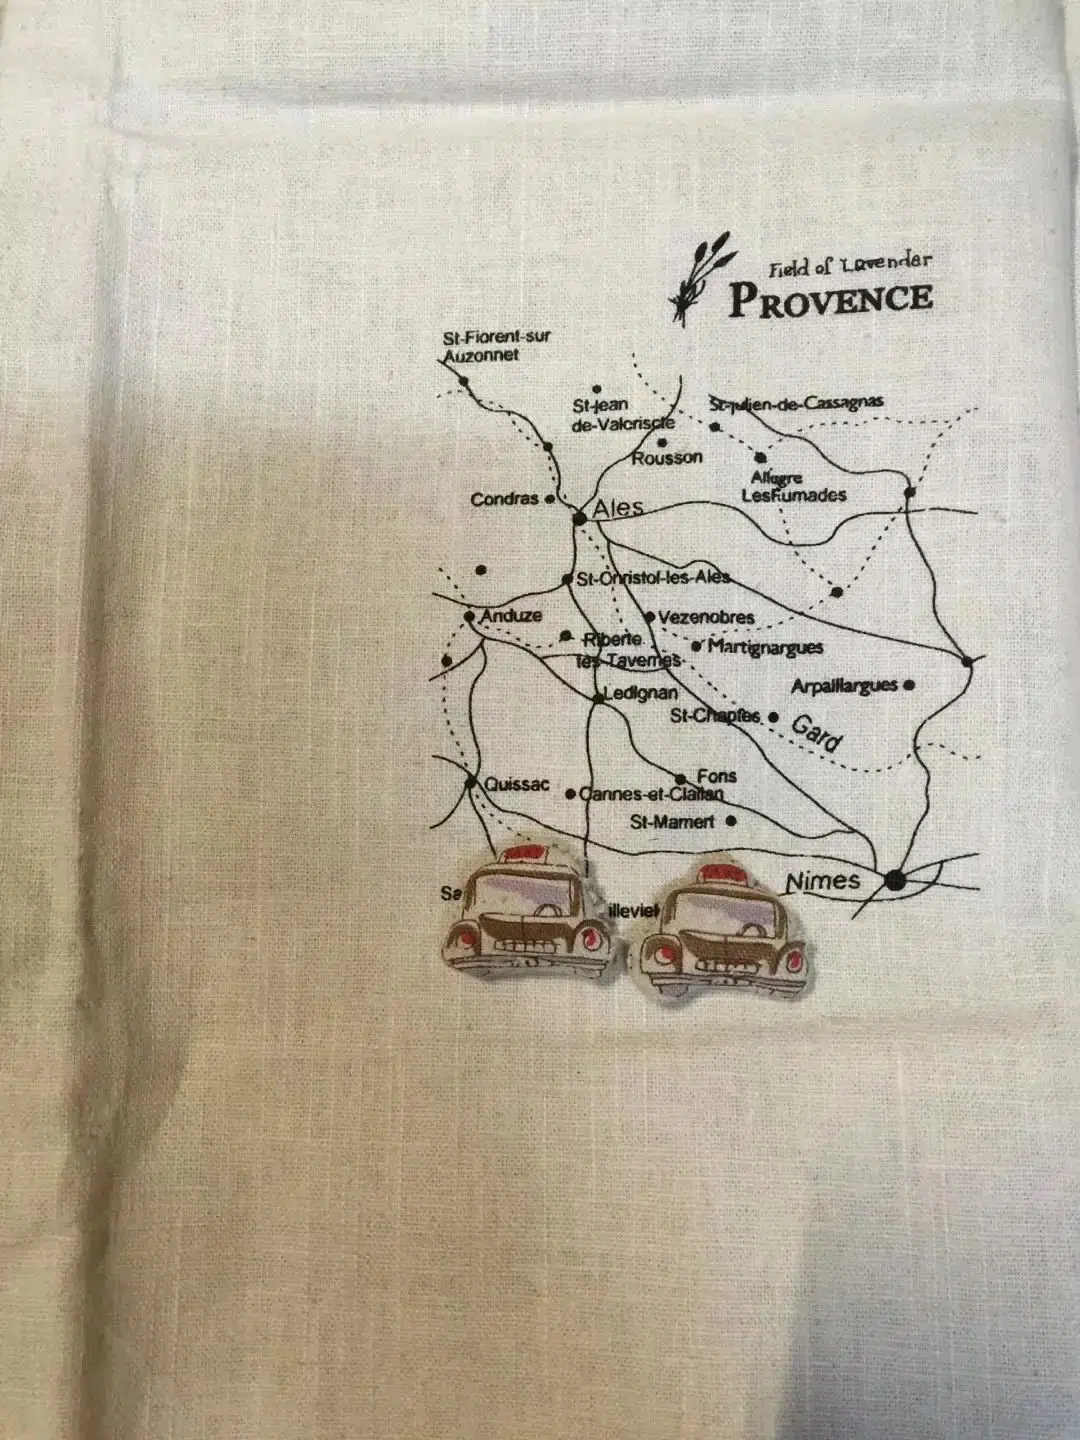 Field of Lavender
PROVENCE
St-Florent-sur
Auzonnet
St-Jean
de-Valcriscle
St-Julien-de-Cassagnas
Rousson
Allegre
LesFumades
Condras
Ales
St-Christol-les-Ales
Anduze
Vezenobres
Riberte
les-Tavernes
Martignargues
Arpaillargues
Ledignan
St-Chaptes
Gard
Quissac
Fons
Cannes-et-Clairan
St-Mamert
Nimes
Sa
illeviel
TAXI
TAXI